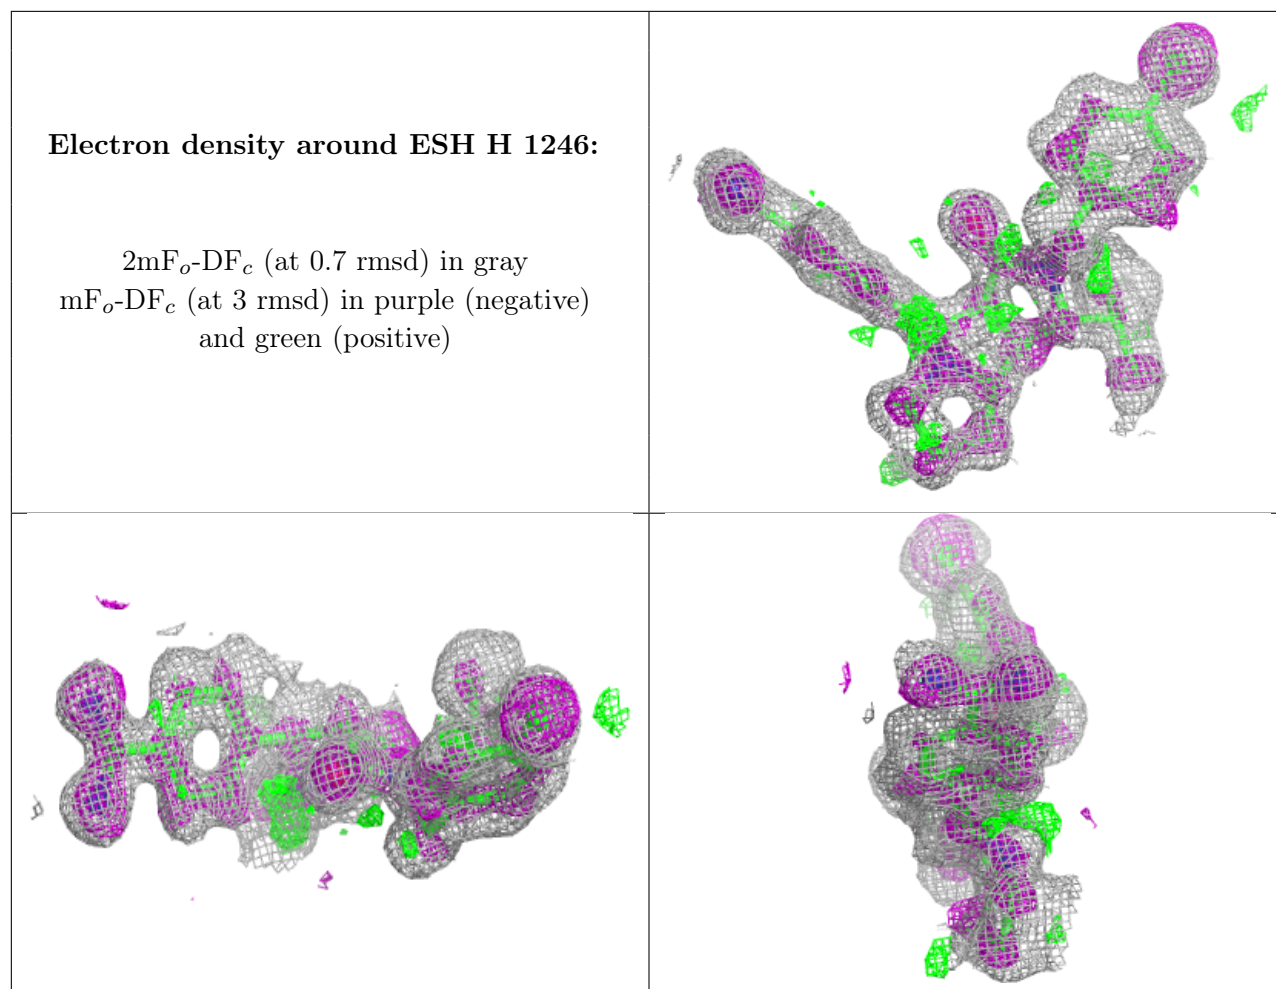 Electron density around ESH H 1246:
2mFo-DFc (at 0.7 rmsd) in gray
mFo-DFc (at 3 rmsd) in purple (negative)
and green (positive)